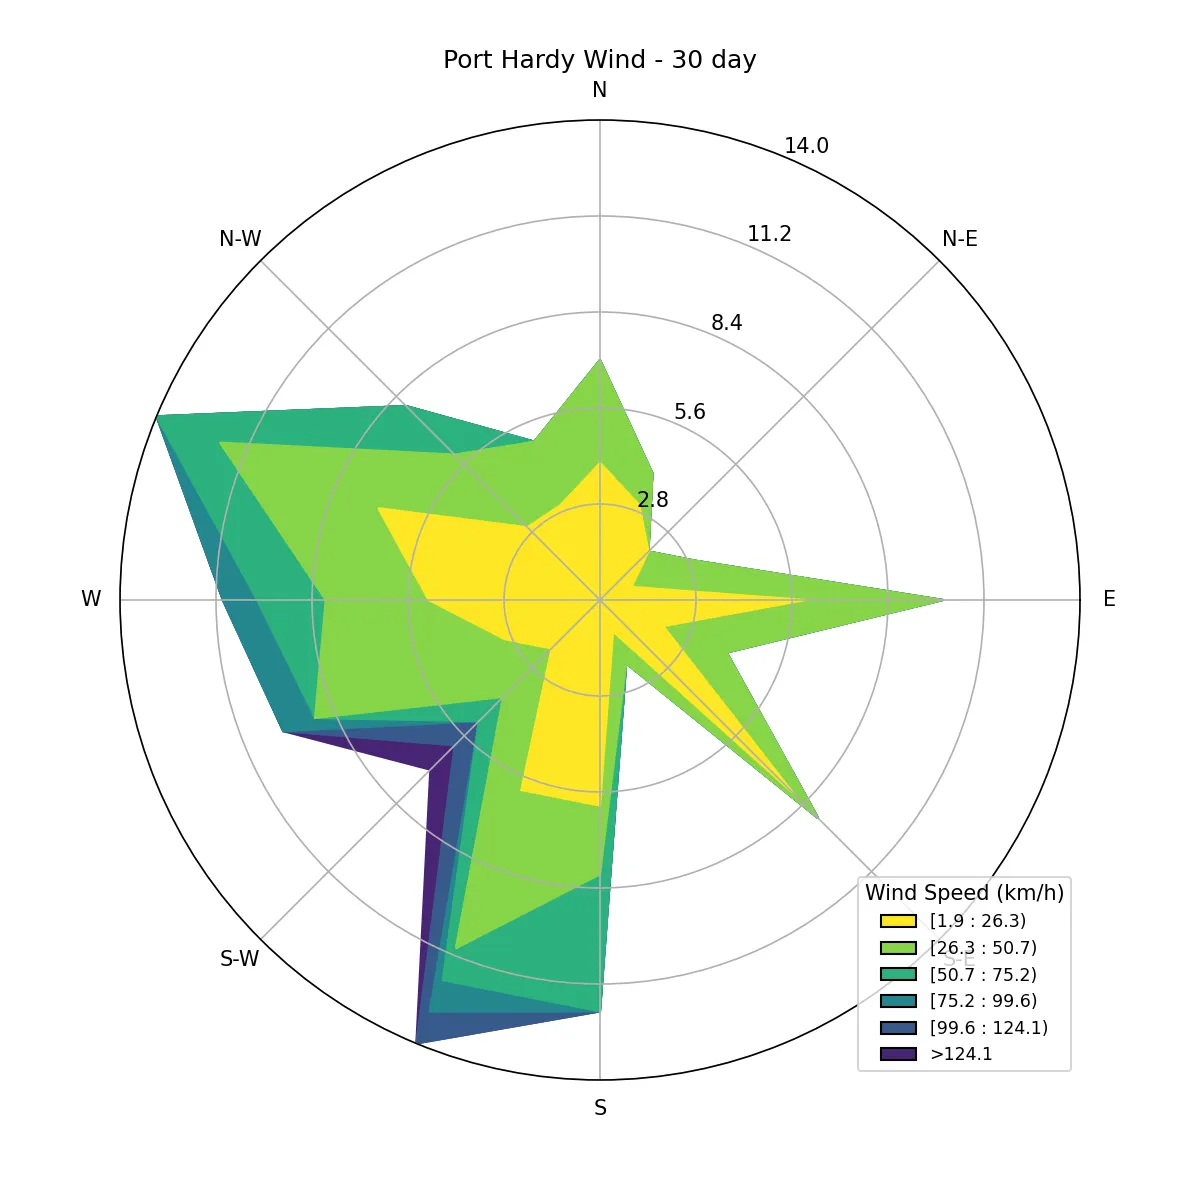 Port Hardy Wind - 30 day
N
14.0
N-W
11.2
N-E
8.4
5.6
2.8
W
E
Wind Speed (km/h)
[1.9 : 26.3)
[26.3 : 50.7)
S-W
S-E
[50.7 : 75.2)
[75.2 : 99.6)
[99.6 : 124.1)
>124.1
S